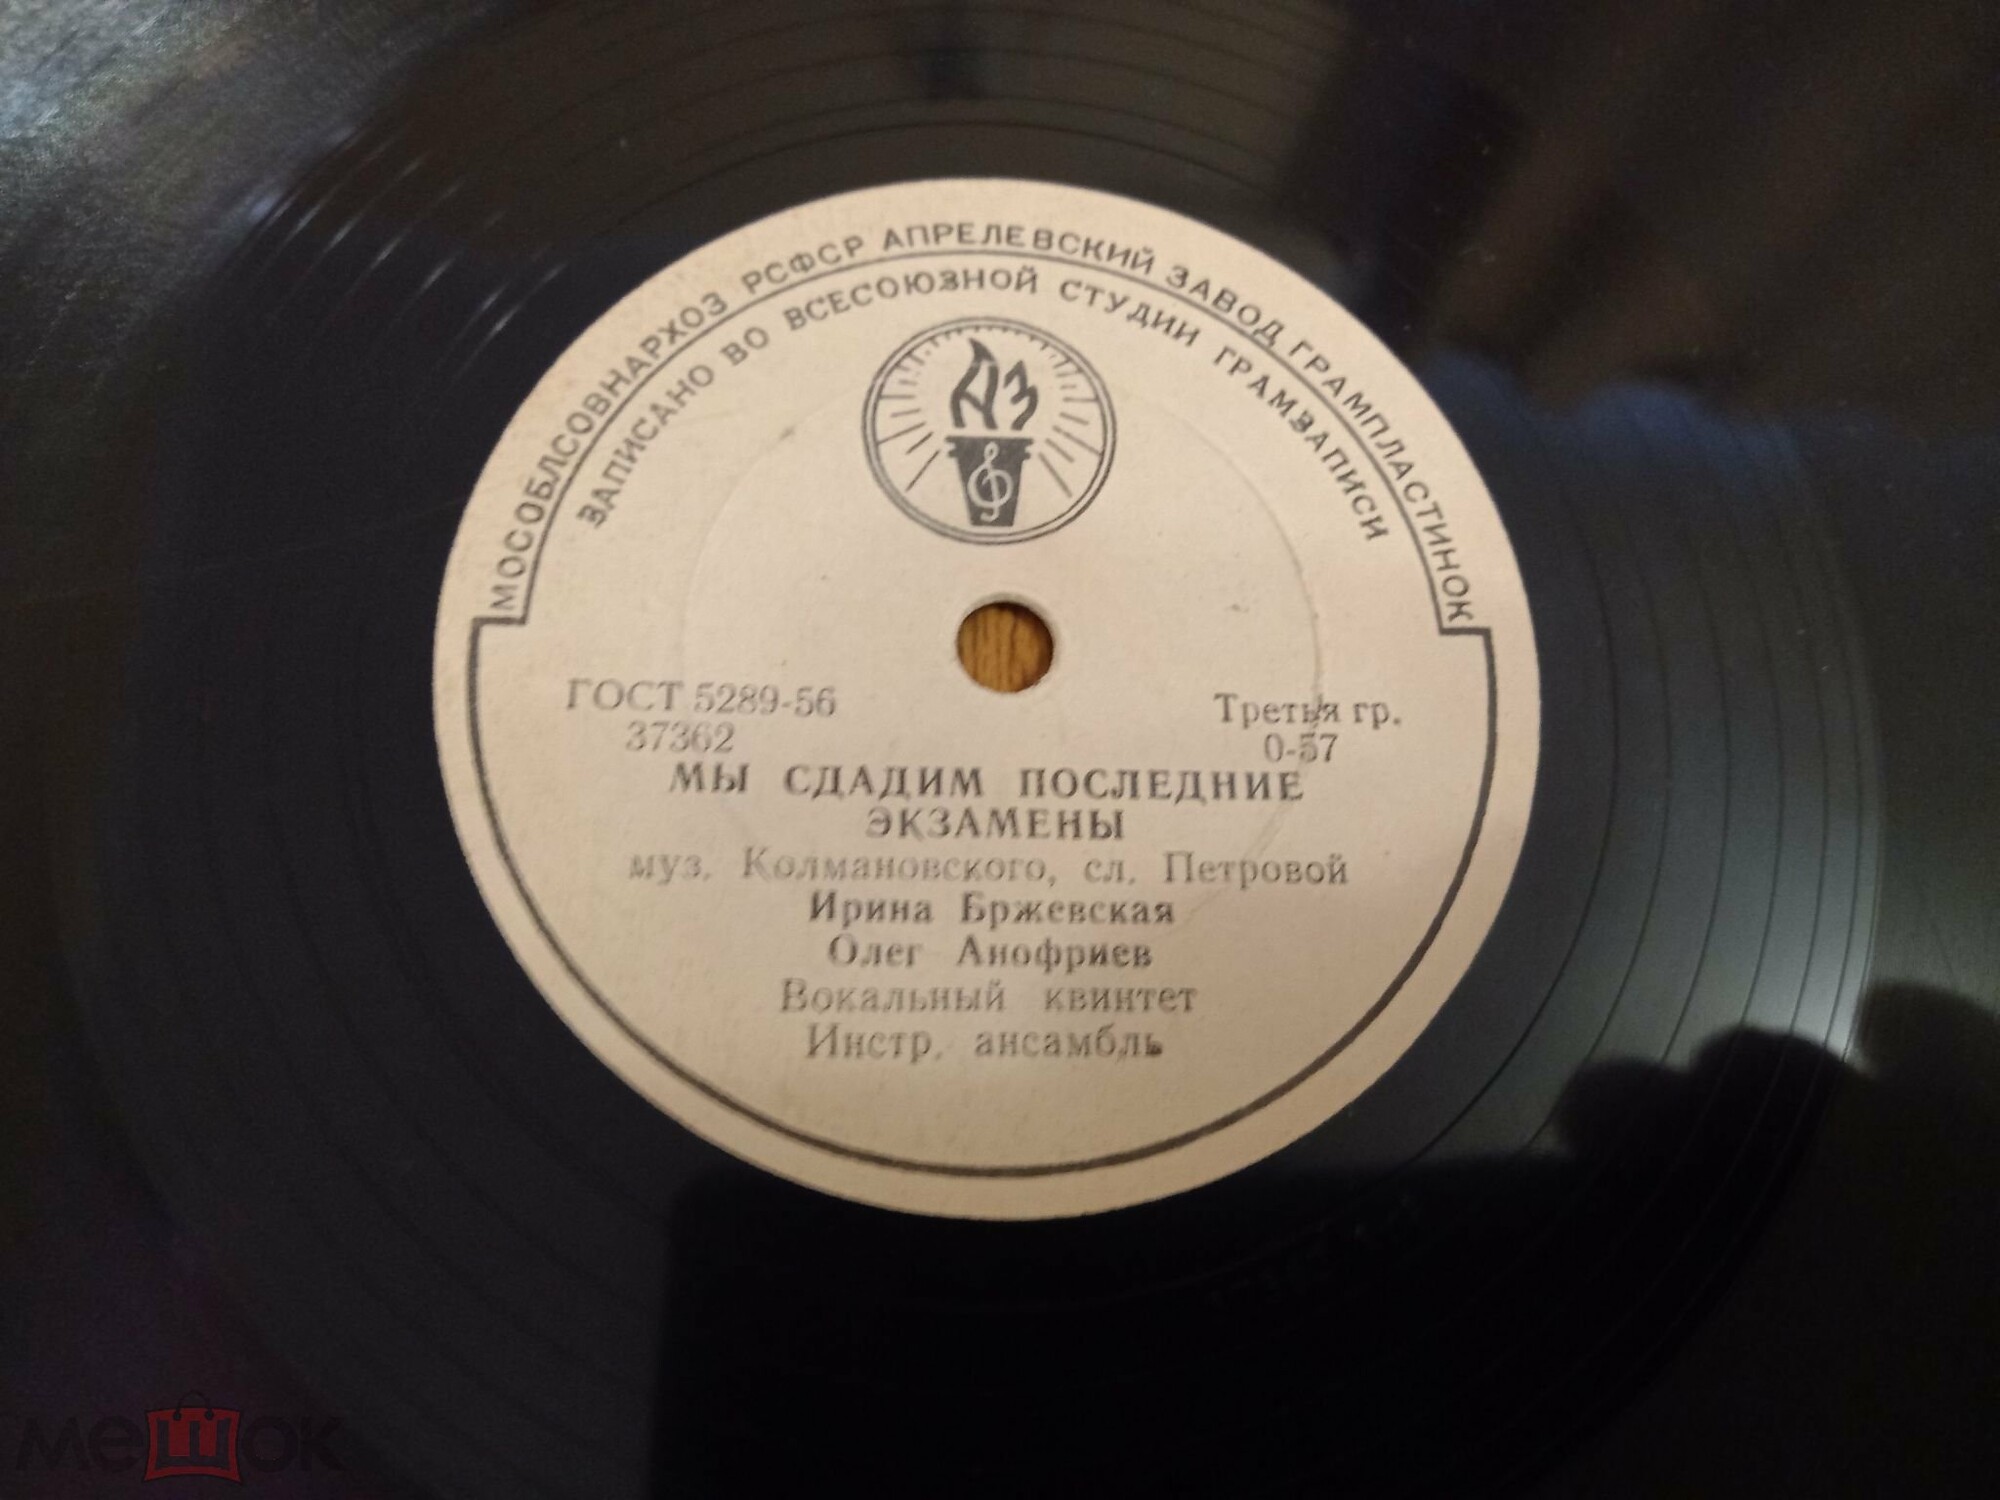 МОСОБЛСОВНАРХОЗ РСФСР АПРЕЛЕВСКИЙ ЗАВОД ГРАМПЛАСТИНОК
ЗАПИСАНО ВО ВСЕСОЮЗНОЙ СТУДИИ ГРАМЗАПИСИ
АЗ
ГОСТ 5289-56 Третья гр.
37362 0-57
МЫ СДАДИМ ПОСЛЕДНИЕ
ЭКЗАМЕНЫ
муз. Колмановского, сл. Петровой
Ирина Бржевская
Олег Анофриев
Вокальный квинтет
Инстр. ансамбль
мешок